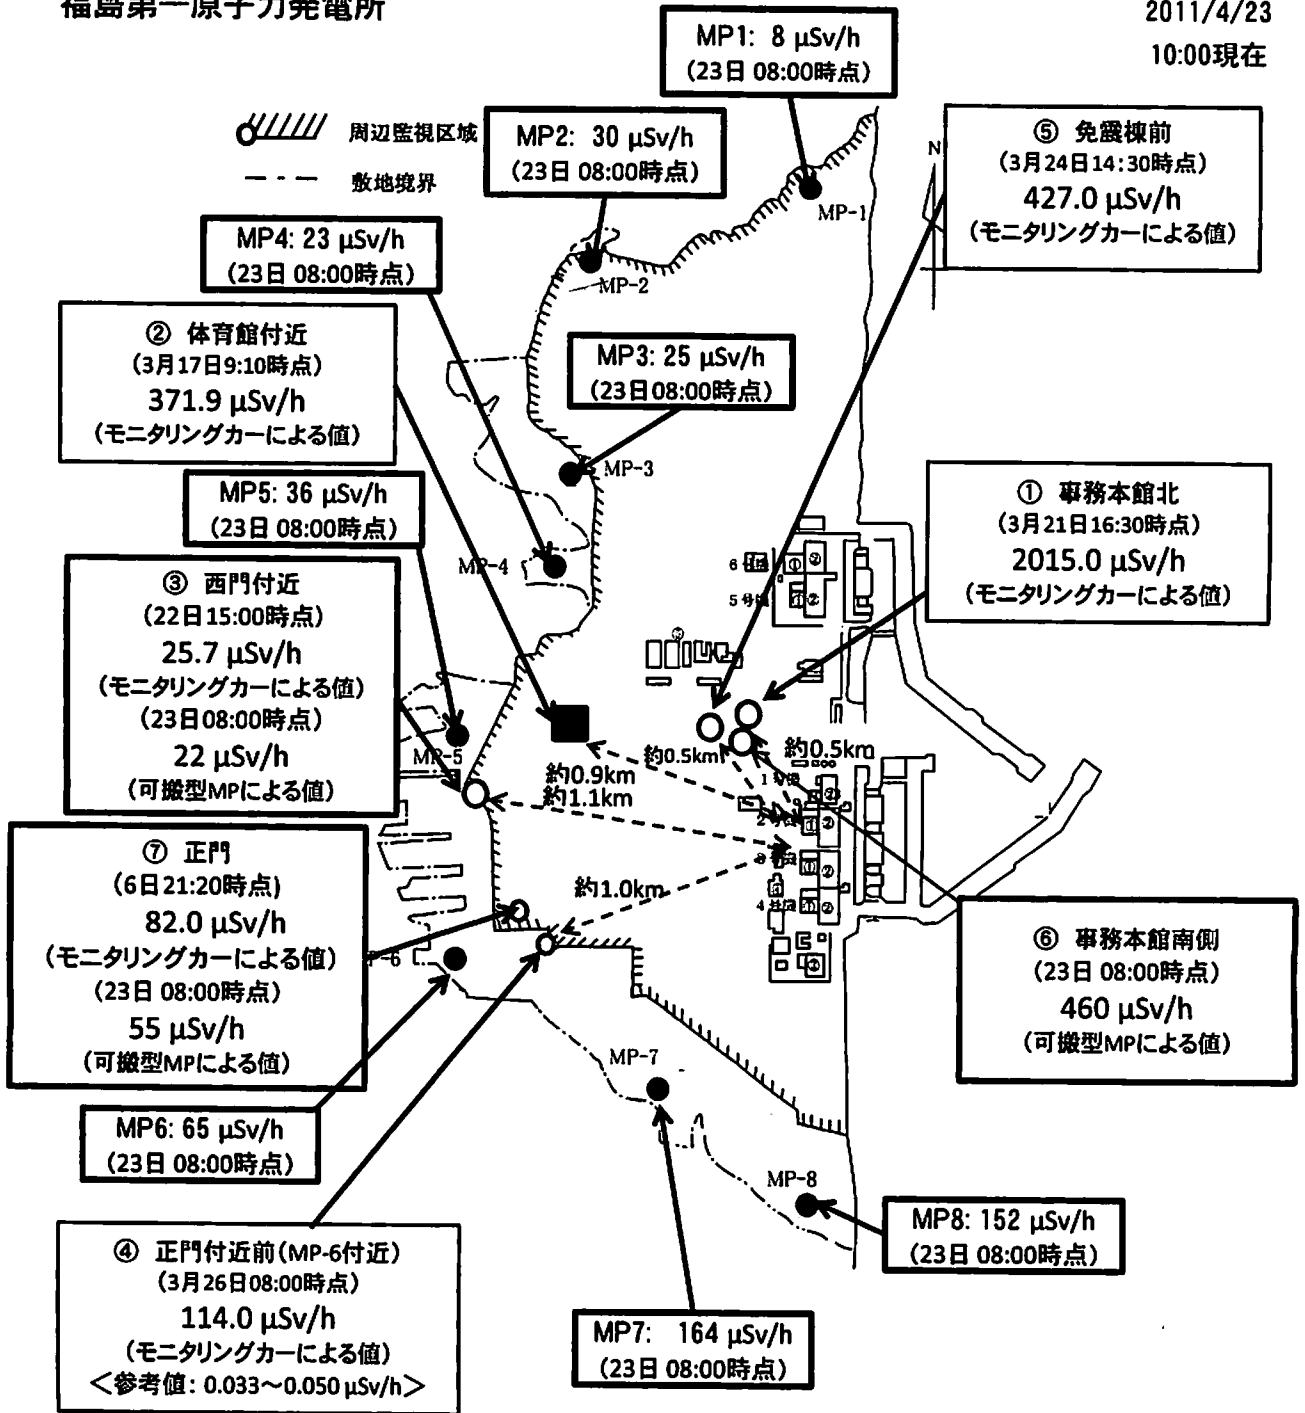 福島第一原子力発電所
2011/4/23
10:00現在
周辺監視区域
敷地境界
N
MP1: 8 μSv/h
(23日 08:00時点)
MP-1
MP2: 30 μSv/h
(23日 08:00時点)
MP-2
⑤ 免震棟前
(3月24日14:30時点)
427.0 μSv/h
(モニタリングカーによる値)
MP4: 23 μSv/h
(23日 08:00時点)
② 体育館付近
(3月17日9:10時点)
371.9 μSv/h
(モニタリングカーによる値)
MP3: 25 μSv/h
(23日 08:00時点)
MP-3
MP5: 36 μSv/h
(23日 08:00時点)
① 事務本館北
(3月21日16:30時点)
2015.0 μSv/h
(モニタリングカーによる値)
MP-4
③ 西門付近
(22日15:00時点)
25.7 μSv/h
(モニタリングカーによる値)
(23日08:00時点)
22 μSv/h
(可搬型MPによる値)
MP-5
約0.5km
約0.5km
約0.9km
約1.1km
約1.0km
⑦ 正門
(6日21:20時点)
82.0 μSv/h
(モニタリングカーによる値)
(23日 08:00時点)
55 μSv/h
(可搬型MPによる値)
⑥ 事務本館南側
(23日 08:00時点)
460 μSv/h
(可搬型MPによる値)
MP6: 65 μSv/h
(23日 08:00時点)
MP-7
MP-8
MP8: 152 μSv/h
(23日 08:00時点)
④ 正門付近前(MP-6付近)
(3月26日08:00時点)
114.0 μSv/h
(モニタリングカーによる値)
＜参考値: 0.033～0.050 μSv/h＞
MP7: 164 μSv/h
(23日 08:00時点)